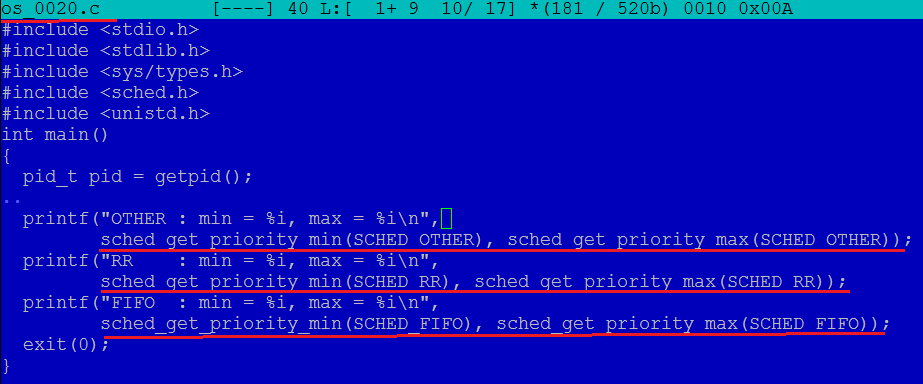 os_0020.c [----] 40 L:[ 1+ 9 10/ 17] *(181 / 520b) 0010 0x00A
#include <stdio.h>
#include <stdlib.h>
#include <sys/types.h>
#include <sched.h>
#include <unistd.h>
int main()
{
  pid_t pid = getpid();
..
  printf("OTHER : min = %i, max = %i\n",
         sched_get_priority_min(SCHED_OTHER), sched_get_priority_max(SCHED_OTHER));
  printf("RR    : min = %i, max = %i\n",
         sched_get_priority_min(SCHED_RR), sched_get_priority_max(SCHED_RR));
  printf("FIFO  : min = %i, max = %i\n",
         sched_get_priority_min(SCHED_FIFO), sched_get_priority_max(SCHED_FIFO));
  exit(0);
}